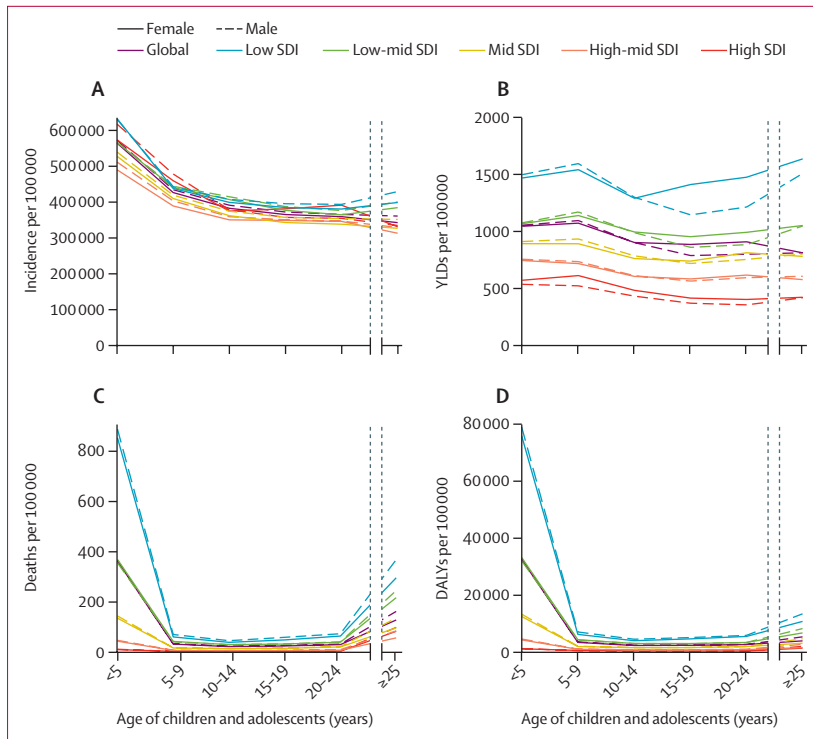 Female Male
Global Low SDI Low-mid SDI Mid SDI High-mid SDI High SDI
A
600 000
500 000
400 000
300 000
200 000
100 000
0
Incidence per 100 000
B
2000
1500
1000
500
0
YLDs per 100 000
C
800
600
400
200
0
Deaths per 100 000
<5 5–9 10–14 15–19 20–24 ≥25
Age of children and adolescents (years)
D
80 000
60 000
40 000
20 000
0
DALYs per 100 000
<5 5–9 10–14 15–19 20–24 ≥25
Age of children and adolescents (years)